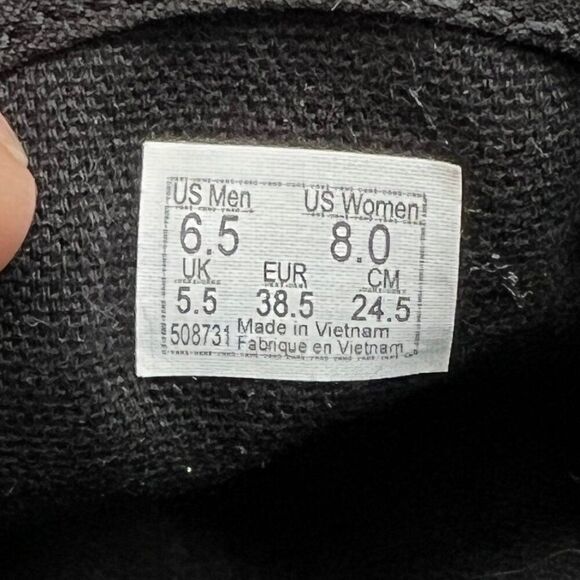 US Men US Women
6.5 8.0
UK EUR CM
5.5 38.5 24.5
508731 Made in Vietnam
Fabrique en Vietnam